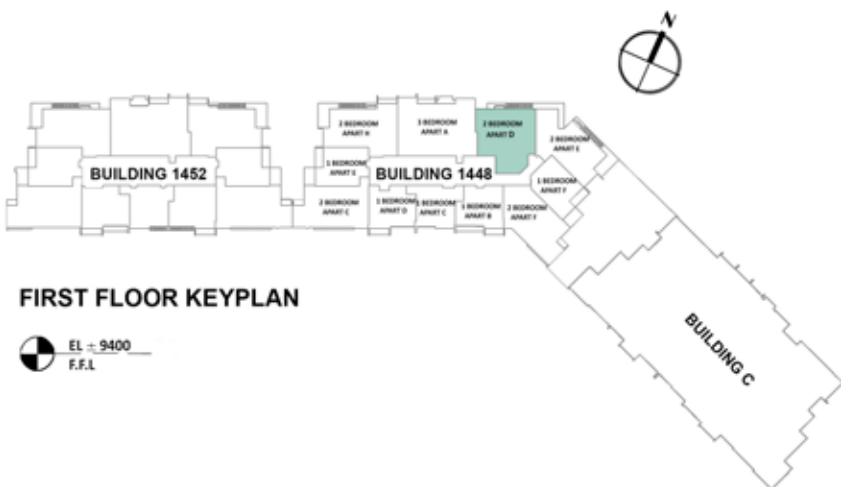 N
2 BEDROOM
APART H
3 BEDROOM
APART A
2 BEDROOM
APART D
2 BEDROOM
APART E
BUILDING 1452
1 BEDROOM
APART E
BUILDING 1448
1 BEDROOM
APART F
2 BEDROOM
APART C
1 BEDROOM
APART D
1 BEDROOM
APART C
1 BEDROOM
APART B
2 BEDROOM
APART F
FIRST FLOOR KEYPLAN
EL ± 9400
F.F.L
BUILDING C